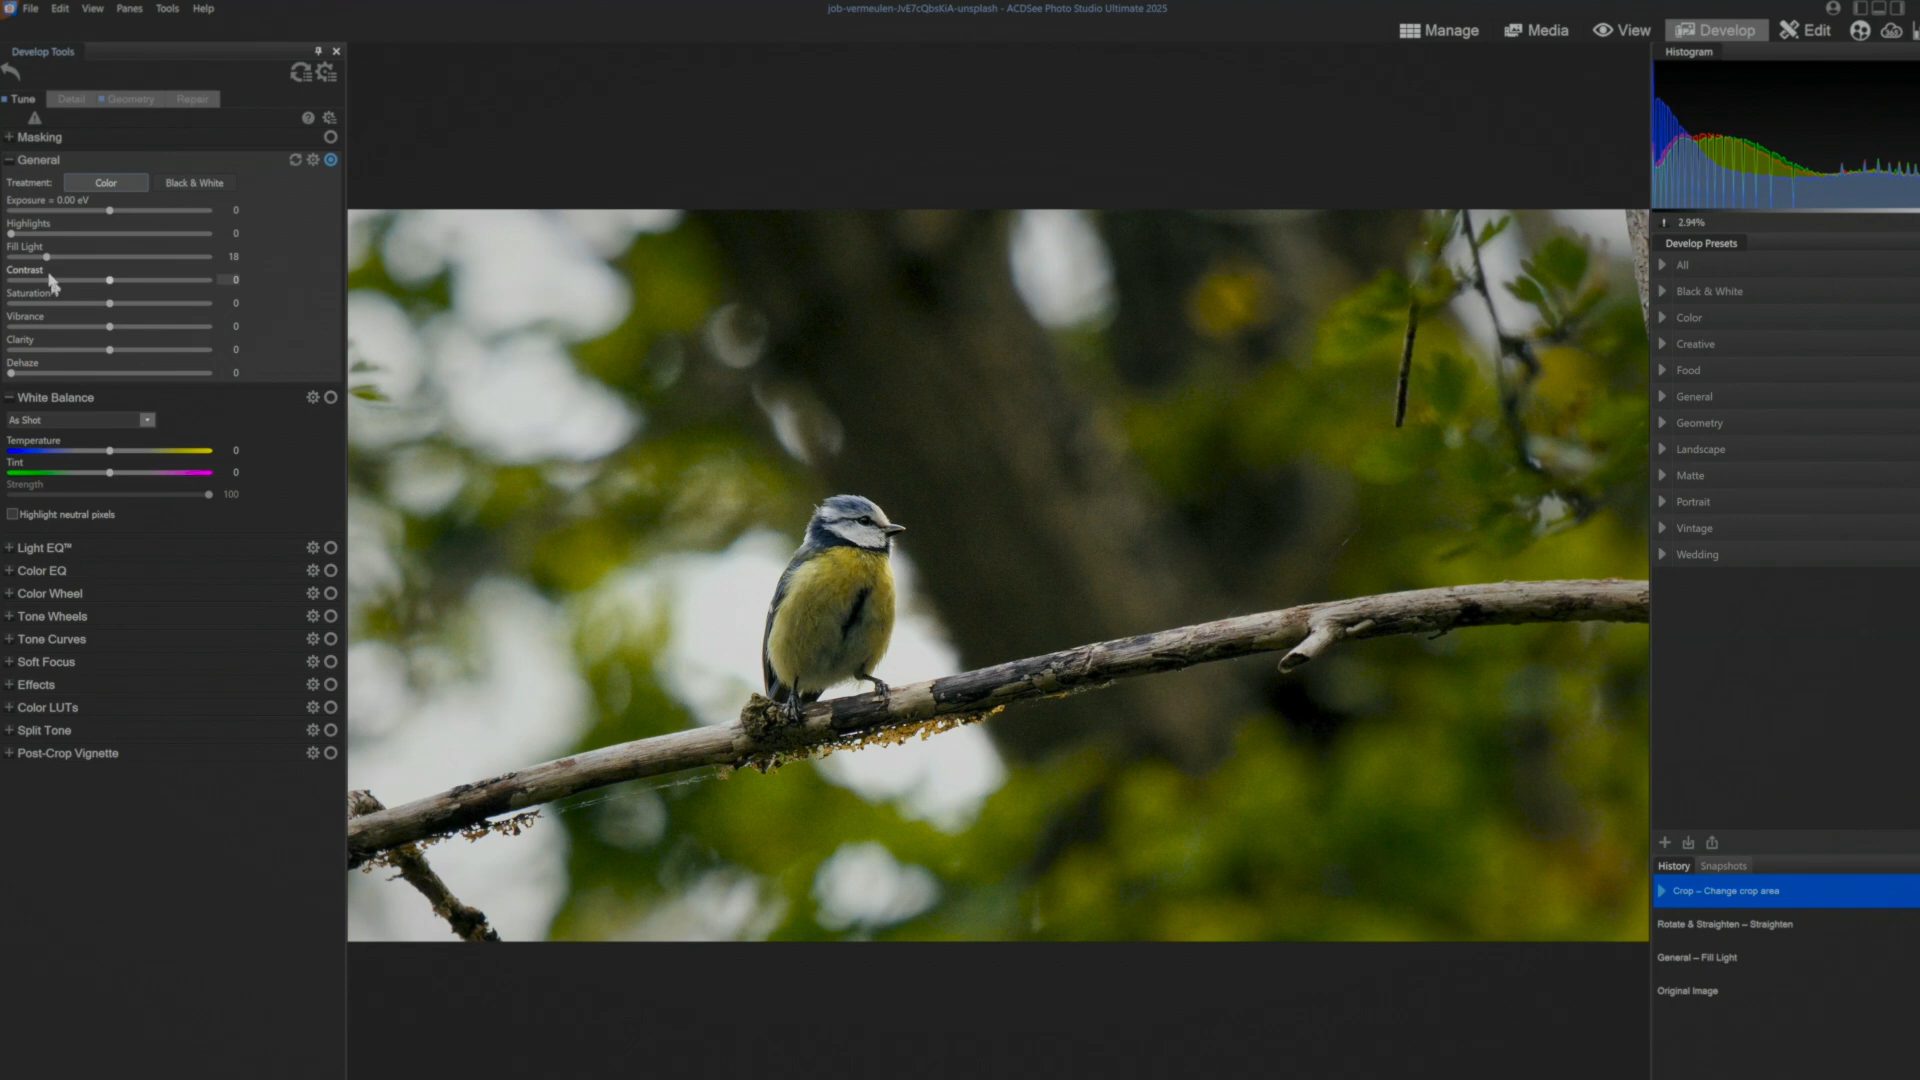 File Edit View Panes Tools Help
job-vermeulen-JvE7cQbsKiA-unsplash - ACDSee Photo Studio Ultimate 2025
Manage Media View Develop Edit
365
Develop Tools
Tune Detail Geometry Repair
Masking
General
Treatment: Color Black & White
Exposure = 0.00 eV
0
Highlights
0
Fill Light
18
Contrast
0
Saturation
0
Vibrance
0
Clarity
0
Dehaze
0
White Balance
As Shot
Temperature
0
Tint
0
Strength
100
Highlight neutral pixels
Light EQ™
Color EQ
Color Wheel
Tone Wheels
Tone Curves
Soft Focus
Effects
Color LUTs
Split Tone
Post-Crop Vignette
Histogram
2.94%
Develop Presets
All
Black & White
Color
Creative
Food
General
Geometry
Landscape
Matte
Portrait
Vintage
Wedding
History Snapshots
Crop – Change crop area
Rotate & Straighten – Straighten
General – Fill Light
Original Image